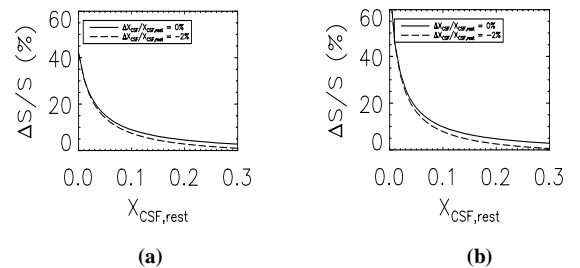 ΔX_CSF/X_CSF,rest = 0%
ΔX_CSF/X_CSF,rest = -2%
60
40
20
0
ΔS/S (%)
0.0 0.1 0.2 0.3
X_CSF,rest
(a)
ΔX_CSF/X_CSF,rest = 0%
ΔX_CSF/X_CSF,rest = -2%
60
40
20
0
ΔS/S (%)
0.0 0.1 0.2 0.3
X_CSF,rest
(b)